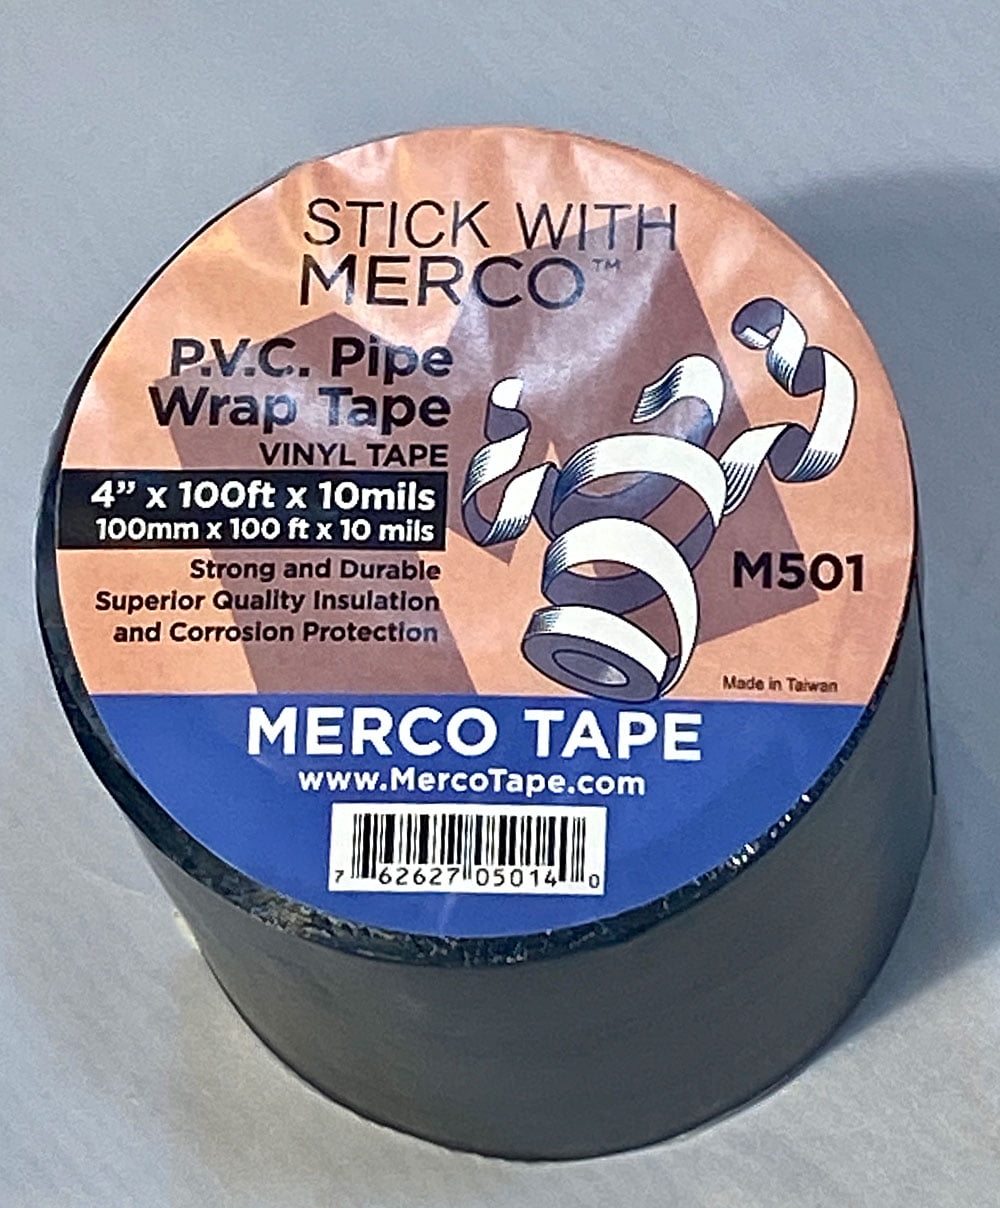 STICK WITH
MERCO™
P.V.C. Pipe
Wrap Tape
VINYL TAPE
4” x 100ft x 10mils
100mm x 100 ft x 10 mils
Strong and Durable
Superior Quality Insulation
and Corrosion Protection
M501
Made in Taiwan
MERCO TAPE
www.MercoTape.com
7 62627 05014 0